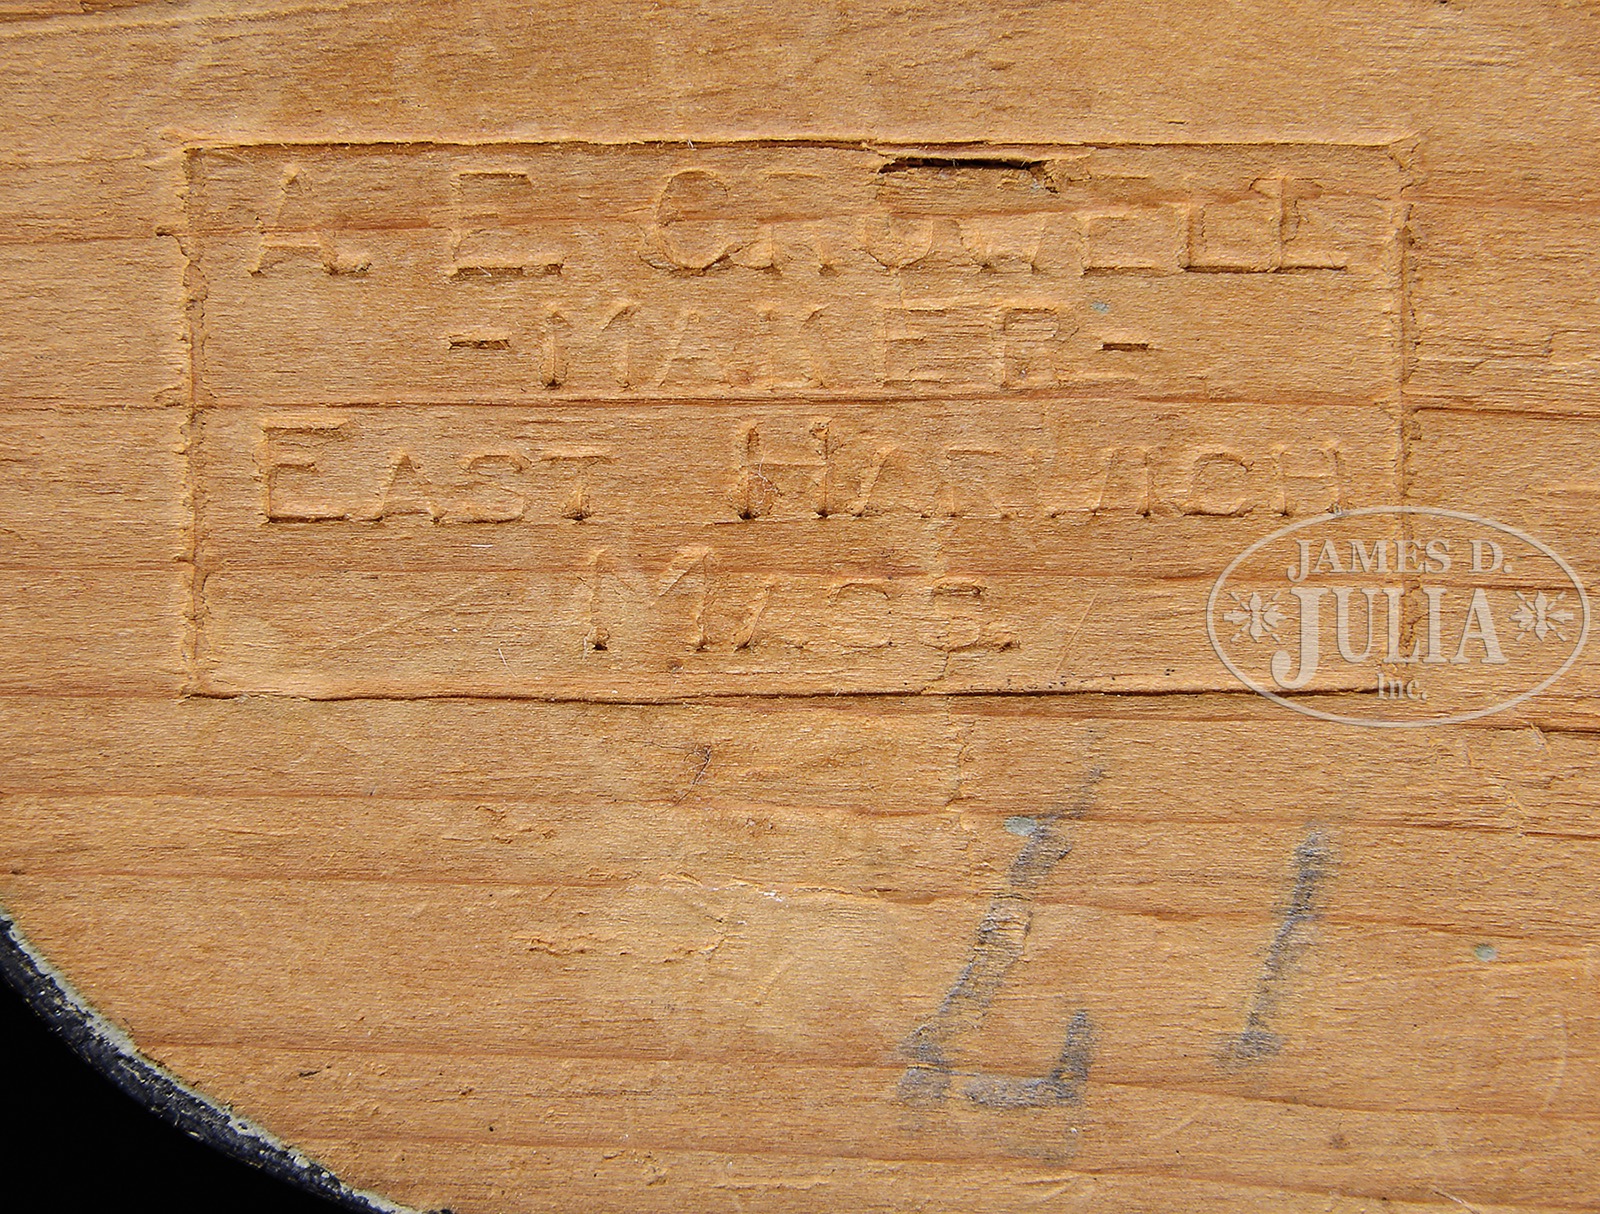 A. E. CROWELL
-MAKER-
EAST HARWICH
MASS.
JAMES D.
JULIA
Inc.